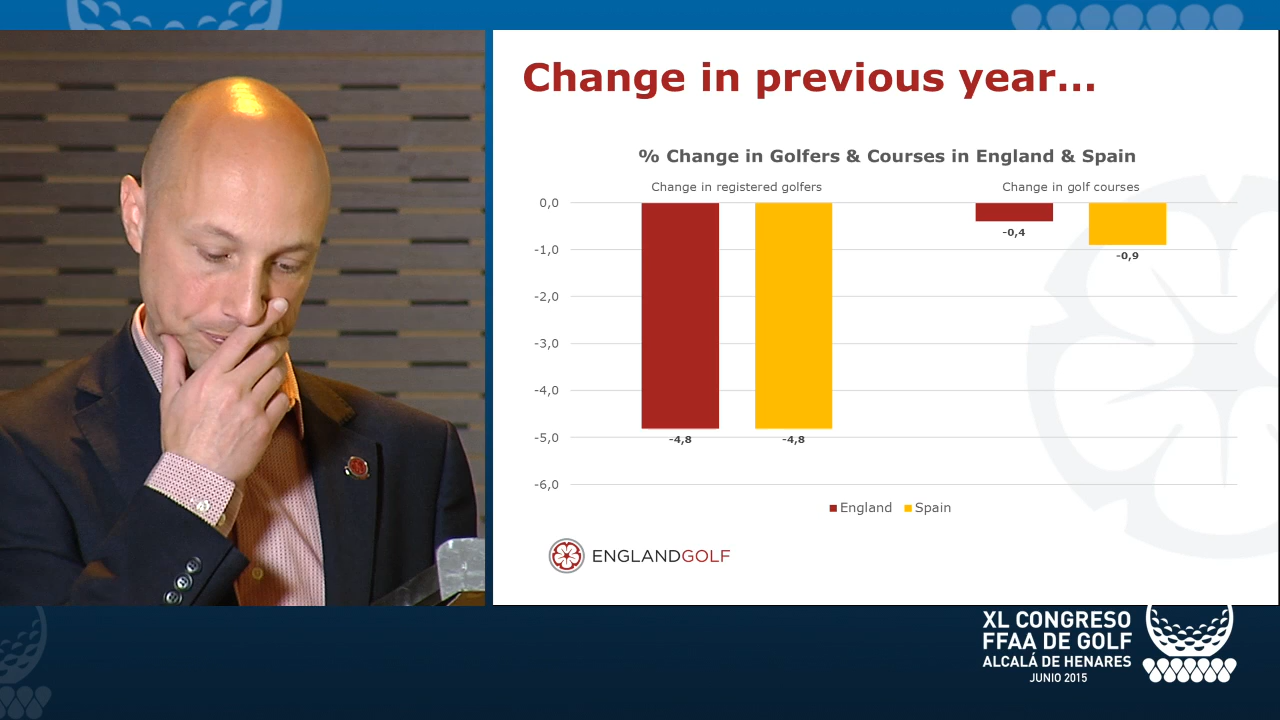 Change in previous year...
% Change in Golfers & Courses in England & Spain
Change in registered golfers
Change in golf courses
0,0
-1,0
-2,0
-3,0
-4,0
-5,0
-6,0
-4,8
-4,8
-0,4
-0,9
England
Spain
ENGLANDGOLF
XL CONGRESO
FFAA DE GOLF
ALCALÁ DE HENARES
JUNIO 2015